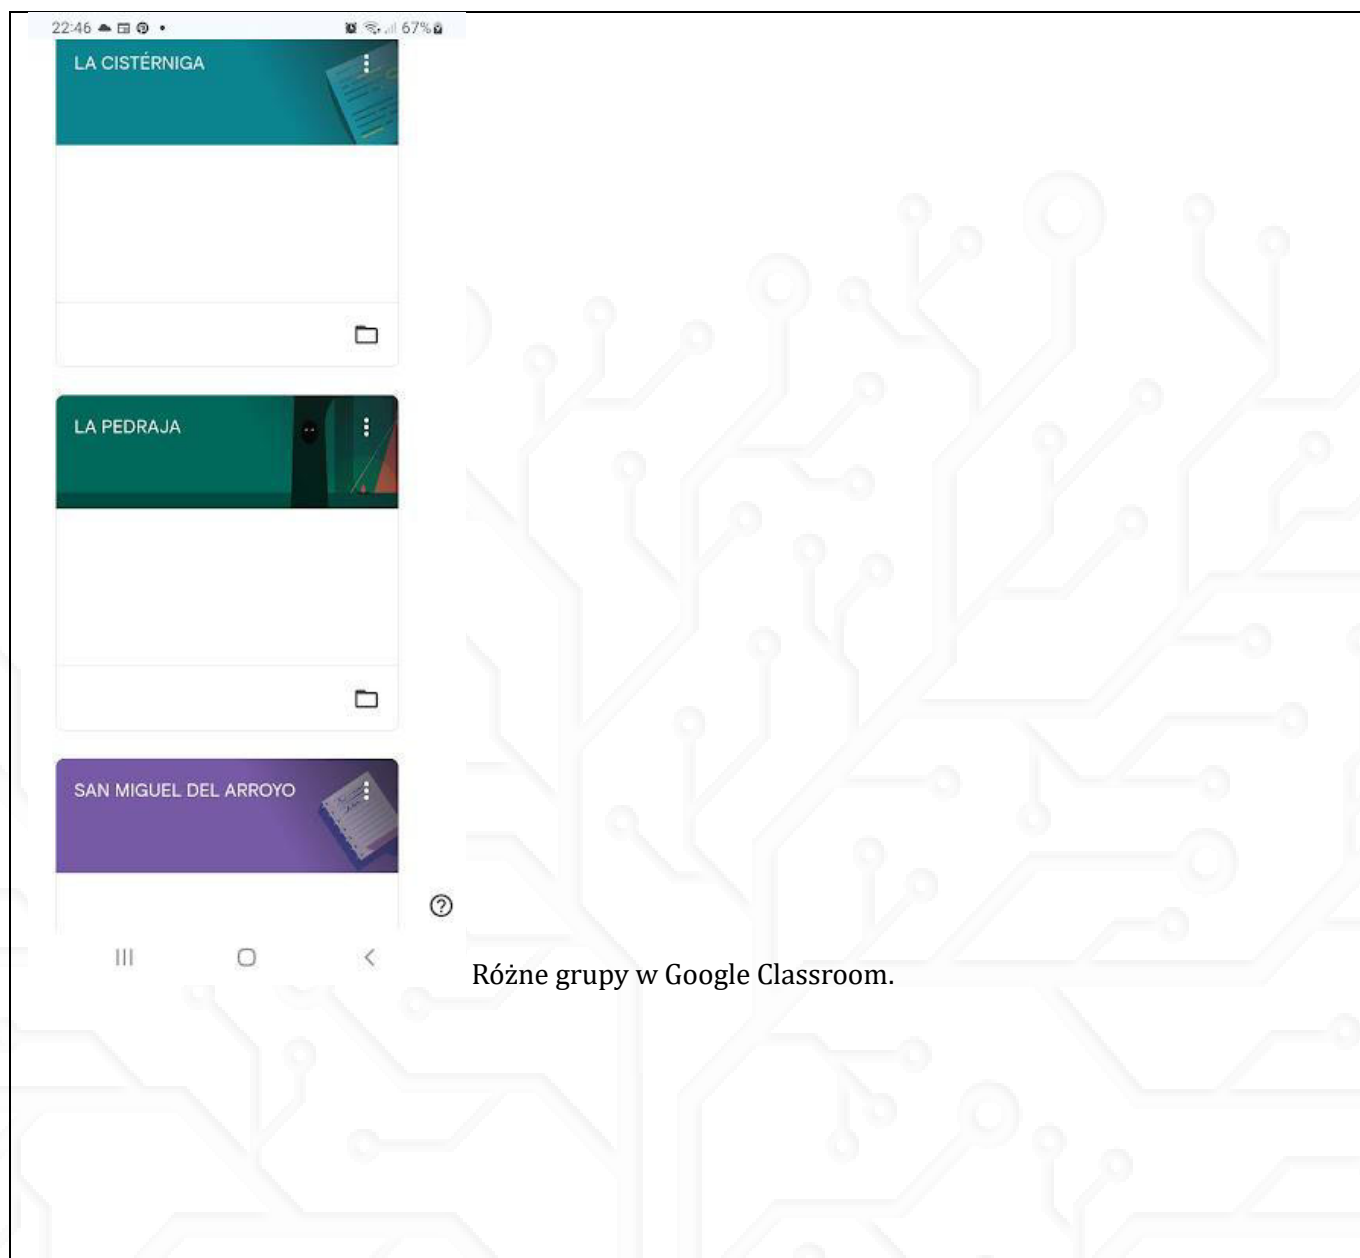 22:46 67%
LA CISTÉRNIGA
LA PEDRAJA
SAN MIGUEL DEL ARROYO
Różne grupy w Google Classroom.